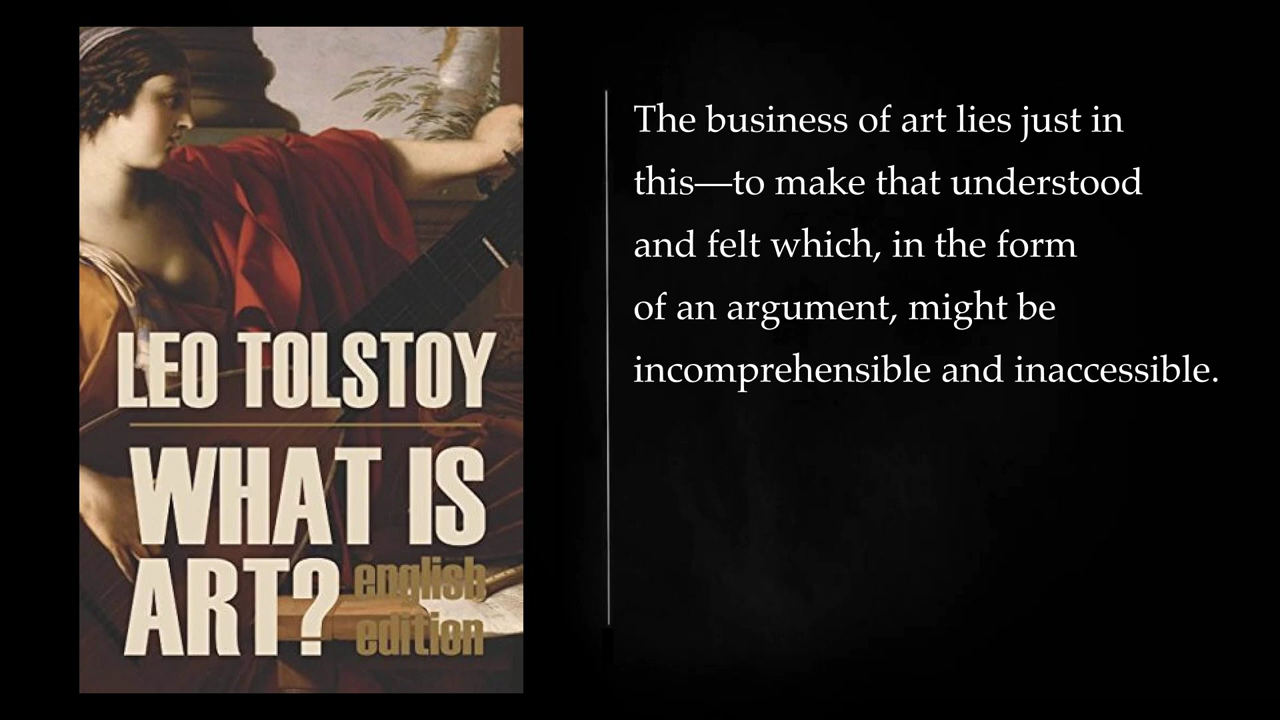 LEO TOLSTOY
WHAT IS
ART?
english
edition
The business of art lies just in
this—to make that understood
and felt which, in the form
of an argument, might be
incomprehensible and inaccessible.